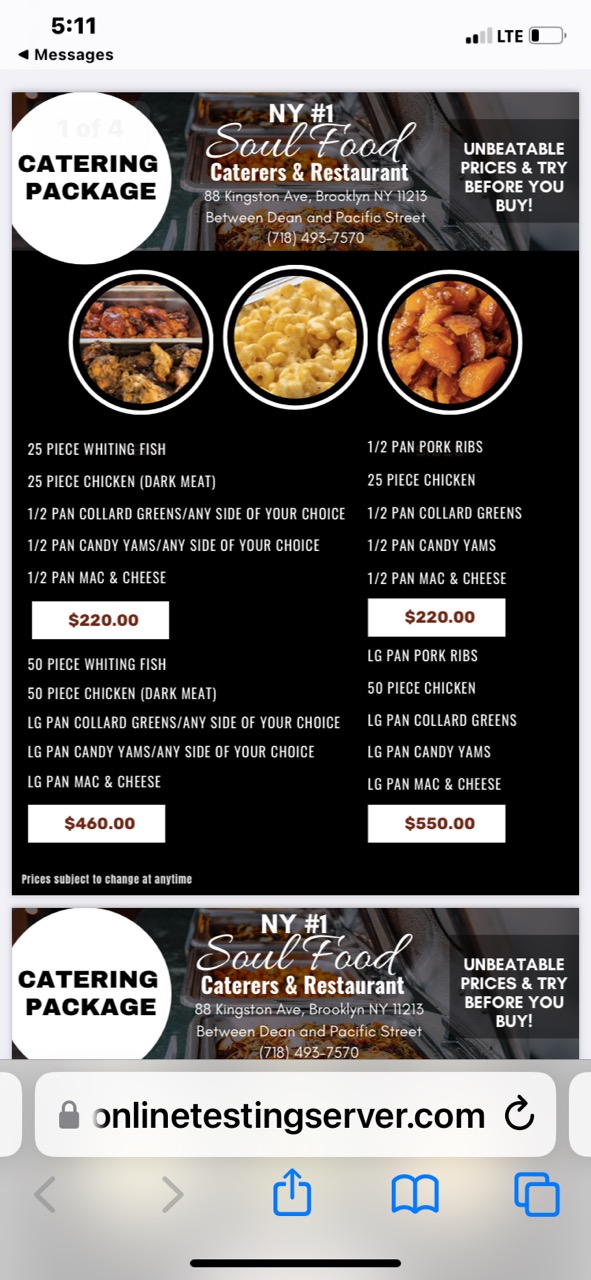 5:11
LTE
◀ Messages
1 of 4
CATERING
PACKAGE
NY #1
Soul Food
Caterers & Restaurant
88 Kingston Ave, Brooklyn NY 11213
Between Dean and Pacific Street
(718) 493-7570
UNBEATABLE
PRICES & TRY
BEFORE YOU
BUY!
25 PIECE WHITING FISH
25 PIECE CHICKEN (DARK MEAT)
1/2 PAN COLLARD GREENS/ANY SIDE OF YOUR CHOICE
1/2 PAN CANDY YAMS/ANY SIDE OF YOUR CHOICE
1/2 PAN MAC & CHEESE
$220.00
50 PIECE WHITING FISH
50 PIECE CHICKEN (DARK MEAT)
LG PAN COLLARD GREENS/ANY SIDE OF YOUR CHOICE
LG PAN CANDY YAMS/ANY SIDE OF YOUR CHOICE
LG PAN MAC & CHEESE
$460.00
1/2 PAN PORK RIBS
25 PIECE CHICKEN
1/2 PAN COLLARD GREENS
1/2 PAN CANDY YAMS
1/2 PAN MAC & CHEESE
$220.00
LG PAN PORK RIBS
50 PIECE CHICKEN
LG PAN COLLARD GREENS
LG PAN CANDY YAMS
LG PAN MAC & CHEESE
$550.00
Prices subject to change at anytime
CATERING
PACKAGE
NY #1
Soul Food
Caterers & Restaurant
88 Kingston Ave, Brooklyn NY 11213
Between Dean and Pacific Street
(718) 493-7570
UNBEATABLE
PRICES & TRY
BEFORE YOU
BUY!
onlinetestingserver.com